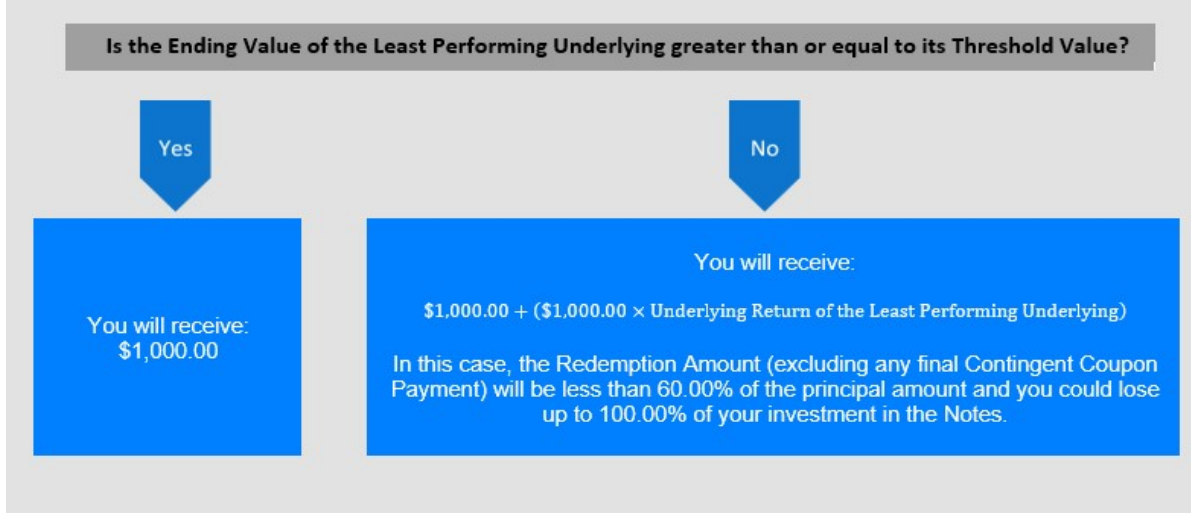 Is the Ending Value of the Least Performing Underlying greater than or equal to its Threshold Value?
Yes
No
You will receive:
$1,000.00
You will receive:
$1,000.00 + ($1,000.00 × Underlying Return of the Least Performing Underlying)
In this case, the Redemption Amount (excluding any final Contingent Coupon
Payment) will be less than 60.00% of the principal amount and you could lose
up to 100.00% of your investment in the Notes.